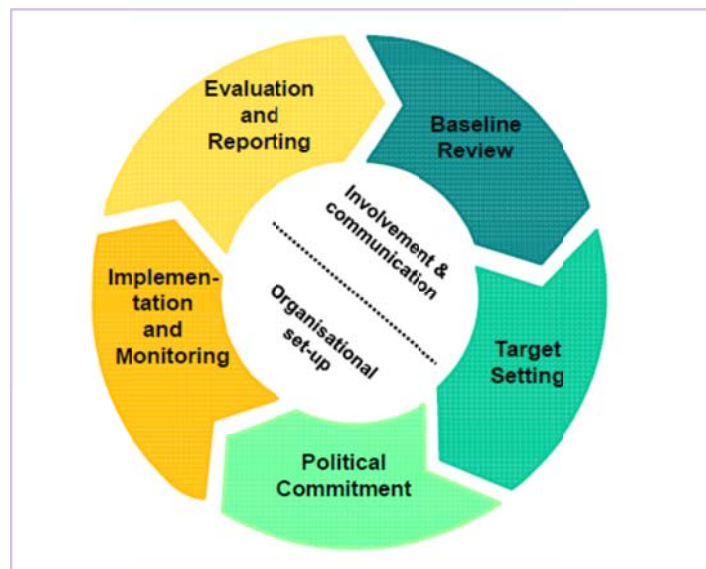 Evaluation
and
Reporting
Baseline
Review
Involvement &
communication
Implemen-
tation
and
Monitoring
Organisational
set-up
Target
Setting
Political
Commitment